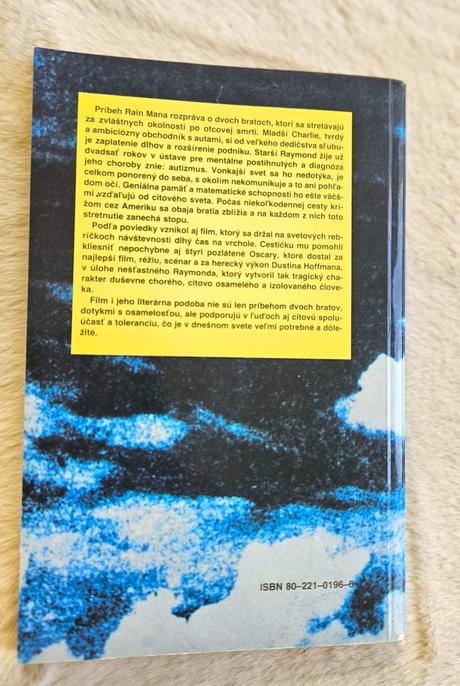 Príbeh Rain Mana rozpráva o dvoch bratoch, ktorí sa stretávajú
za zvláštnych okolností po otcovej smrti. Mladší Charlie, tvrdý
a ambiciózny obchodník s autami, si od veľkého dedičstva sľubu-
je zaplatenie dlhov a rozšírenie podniku. Starší Raymond žije už
dvadsať rokov v ústave pre mentálne postihnutých a diagnóza
jeho choroby znie: autizmus. Vonkajší svet sa ho nedotýka, je
celkom ponorený do seba, s okolím nekomunikuje a to ani pohľa-
dom očí. Geniálna pamäť a matematické schopnosti ho ešte väčš-
mi vzďaľujú od citového sveta. Počas niekoľkodennej cesty krí-
žom cez Ameriku sa obaja bratia zblížia a na každom z nich toto
stretnutie zanechá stopu.
Podľa poviedky vznikol aj film, ktorý sa držal na svetových reb-
ríčkoch návštevnosti dlhý čas na vrchole. Cestičku mu pomohli
kliesniť nepochybne aj štyri pozlátené Oscary, ktoré dostal za
najlepší film, réžiu, scenár a za herecký výkon Dustina Hoffmana,
v úlohe nešťastného Raymonda, ktorý vytvoril tak tragický cha-
rakter duševne chorého, citovo osamelého a izolovaného člove-
ka.
Film i jeho literárna podoba nie sú len príbehom dvoch bratov,
dotykmi s osamelosťou, ale podporujú v ľuďoch aj citovú spolu-
účasť a toleranciu, čo je v dnešnom svete veľmi potrebné a dôle-
žité.
ISBN 80–221–0196–6